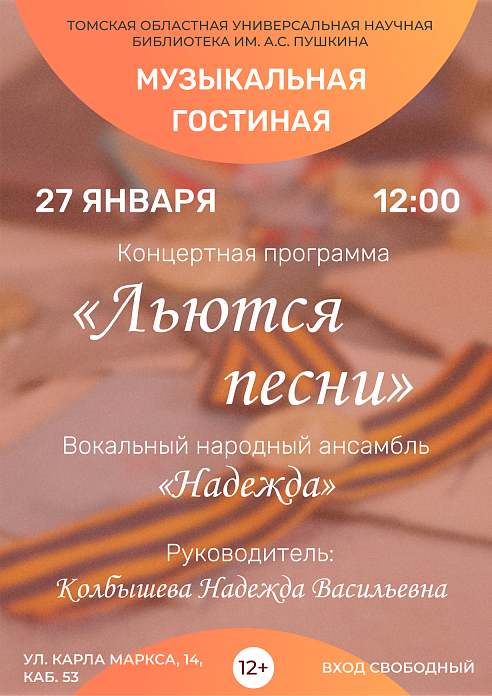 ТОМСКАЯ ОБЛАСТНАЯ УНИВЕРСАЛЬНАЯ НАУЧНАЯ
БИБЛИОТЕКА ИМ. А.С. ПУШКИНА
МУЗЫКАЛЬНАЯ
ГОСТИНАЯ
27 ЯНВАРЯ 12:00
Концертная программа
«Льются
песни»
Вокальный народный ансамбль
«Надежда»
Руководитель:
Колбышева Надежда Васильевна
УЛ. КАРЛА МАРКСА, 14,
КАБ. 53
12+
ВХОД СВОБОДНЫЙ